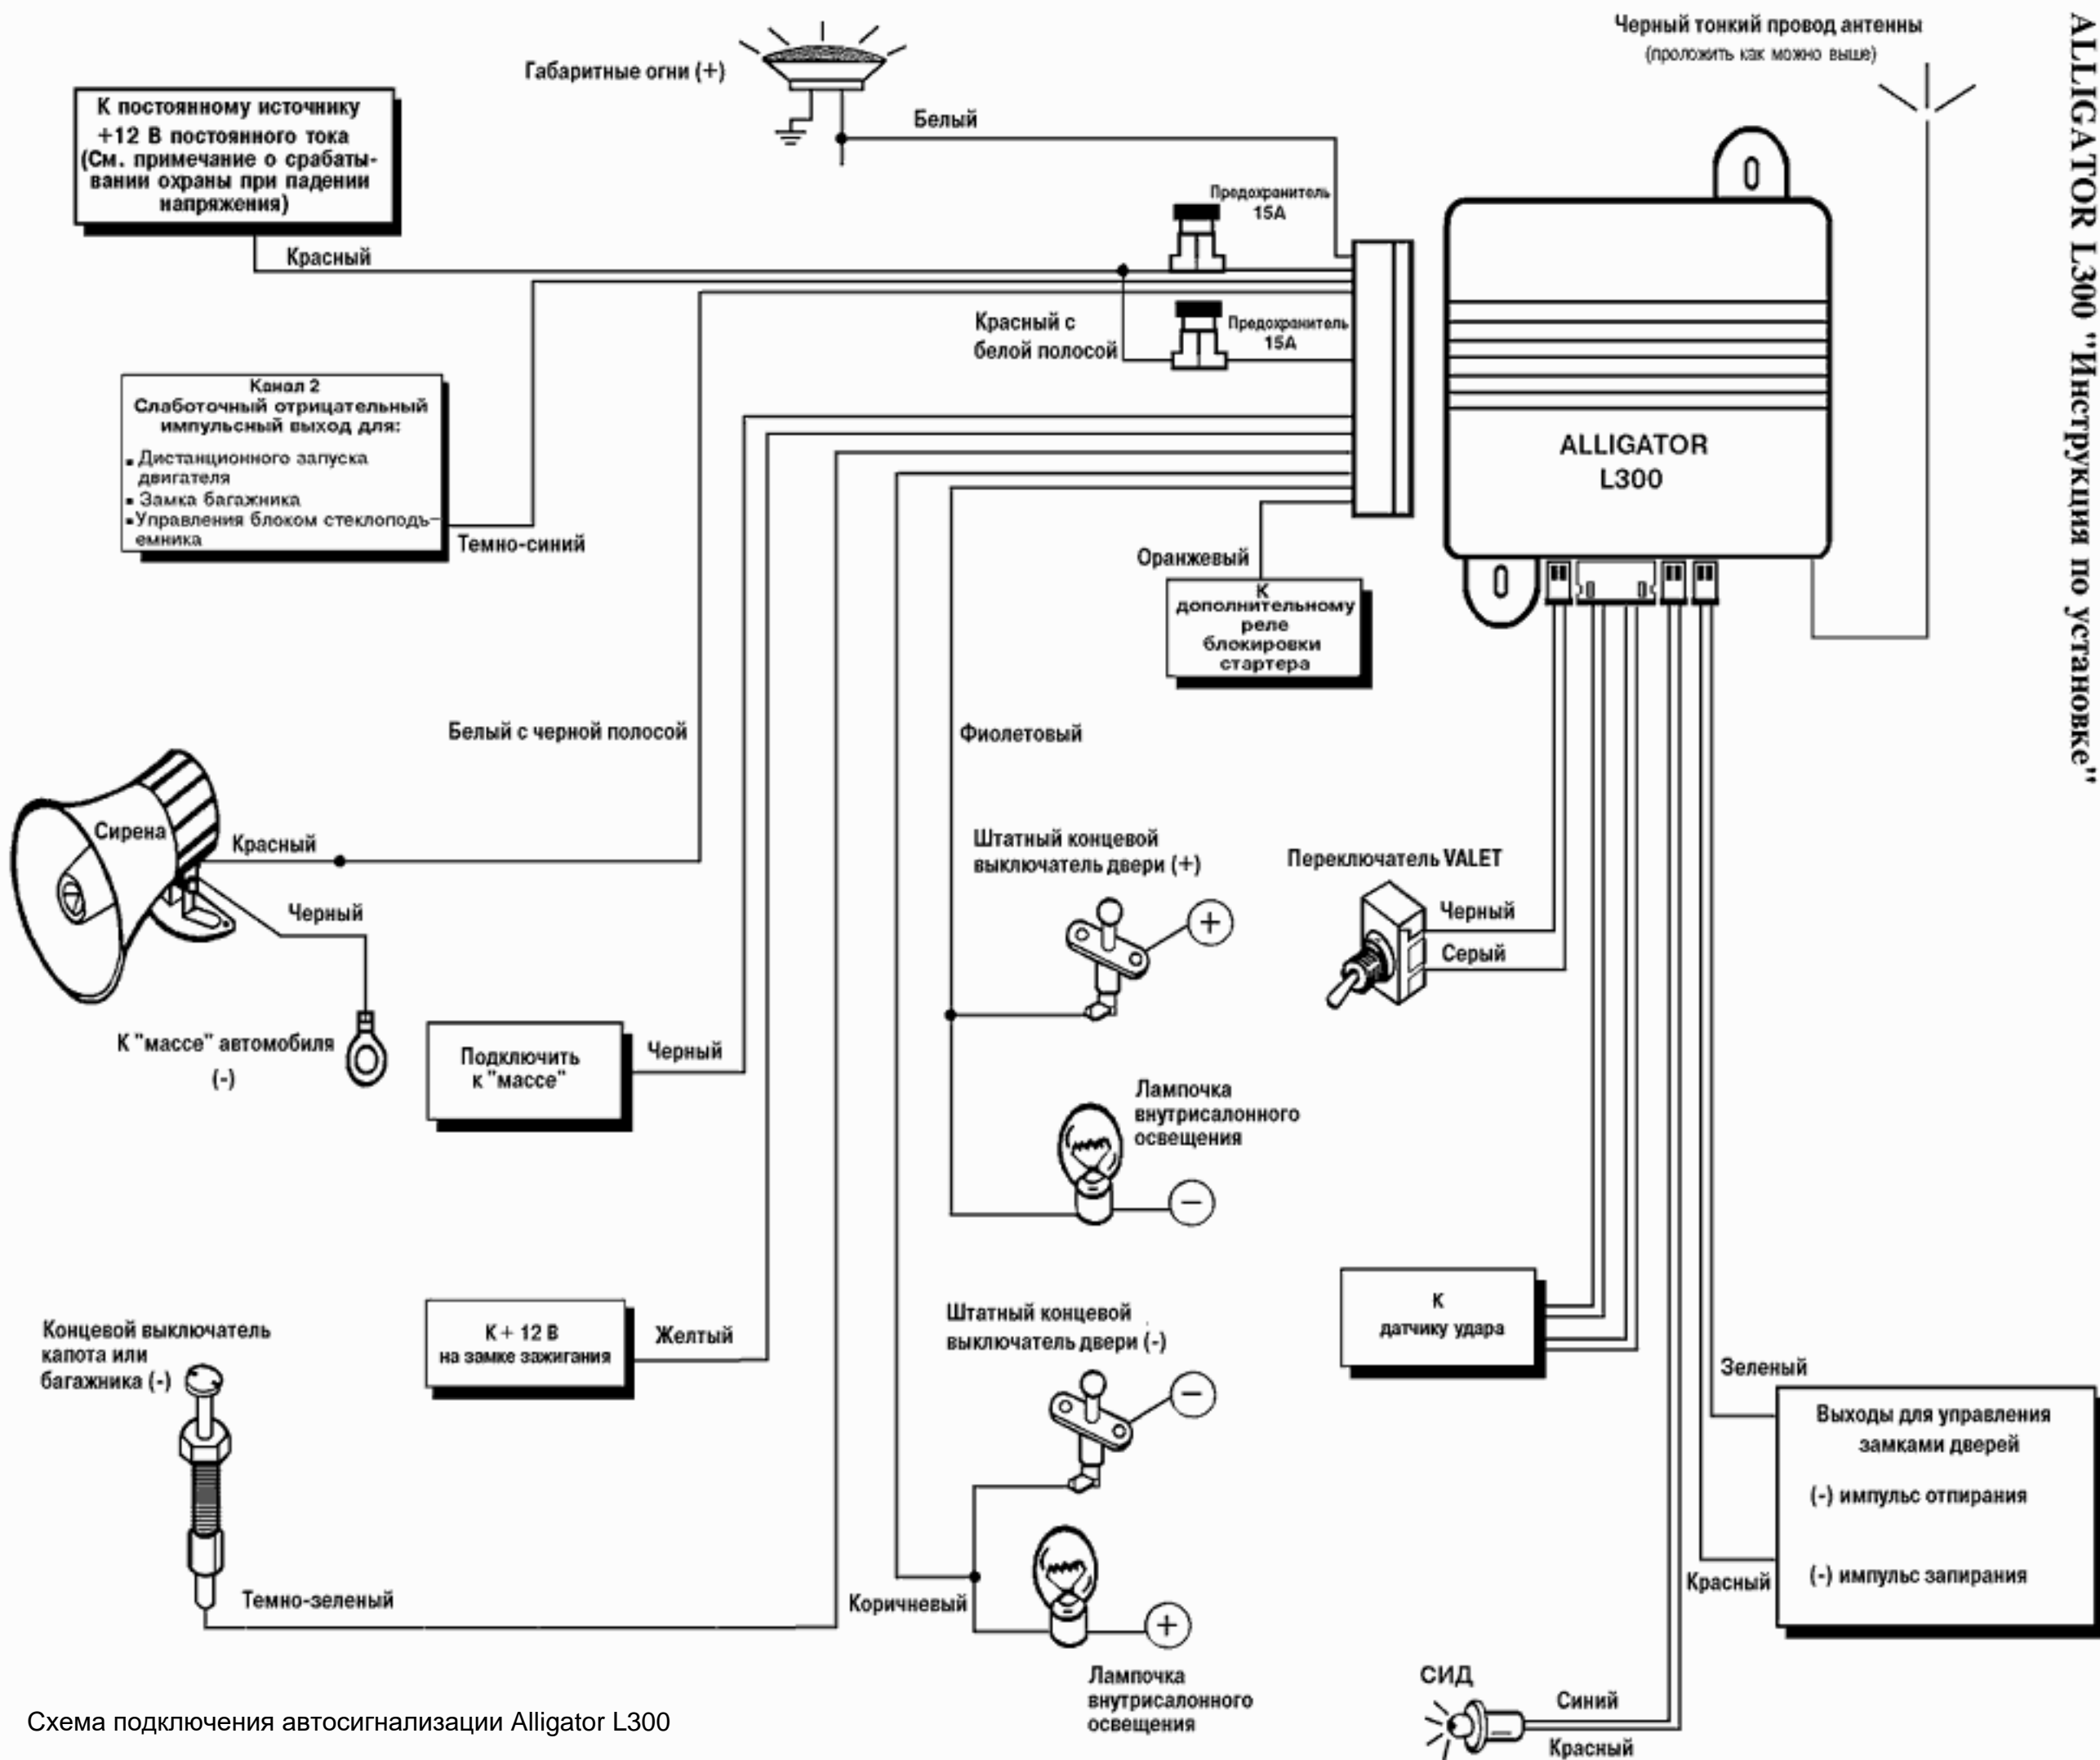 Черный тонкий провод антенны
(проложить как можно выше)
ALLIGATOR L300 "Инструкция по установке"
Габаритные огни (+)
К постоянному источнику
+12 В постоянного тока
(См. примечание о срабаты-
вании охраны при падении
напряжения)
Белый
Предохранитель
15А
Красный
Красный с
белой полосой
Предохранитель
15А
Канал 2
Слаботочный отрицательный
импульсный выход для:
▪ Дистанционного запуска
двигателя
▪ Замка багажника
▪ Управления блоком стеклоподъ-
емника
Темно-синий
ALLIGATOR
L300
Оранжевый
К
дополнительному
реле
блокировки
стартера
Белый с черной полосой
Фиолетовый
Сирена
Красный
Черный
К "массе" автомобиля
(-)
Штатный концевой
выключатель двери (+)
+
Переключатель VALET
Черный
Серый
Подключить
к "массе"
Черный
Лампочка
внутрисалонного
освещения
−
Концевой выключатель
капота или
багажника (-)
К + 12 В
на замке зажигания
Желтый
Штатный концевой
выключатель двери (-)
−
К
датчику удара
Зеленый
Выходы для управления
замками дверей
(-) импульс отпирания
(-) импульс запирания
Красный
Темно-зеленый
Коричневый
+
Лампочка
внутрисалонного
освещения
СИД
Синий
Красный
Схема подключения автосигнализации Alligator L300